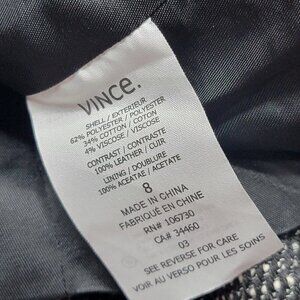 VINCE.
SHELL / EXTERIEUR
62% POLYESTER / POLYESTER
34% COTTON / COTON
4% VISCOSE / VISCOSE
CONTRAST / CONTRASTE
100% LEATHER / CUIR
LINING / DOUBLURE
100% ACETAE / ACETATE
8
MADE IN CHINA
FABRIQUE EN CHINE
RN# 106730
CA# 34460
03
SEE REVERSE FOR CARE
VOIR AU VERSO POUR LES SOINS